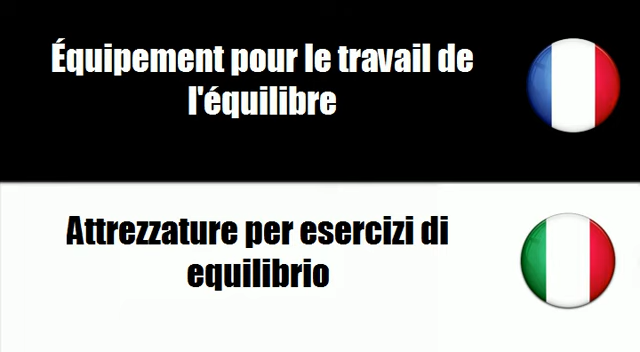 Équipement pour le travail de
l'équilibre
Attrezzature per esercizi di
equilibrio